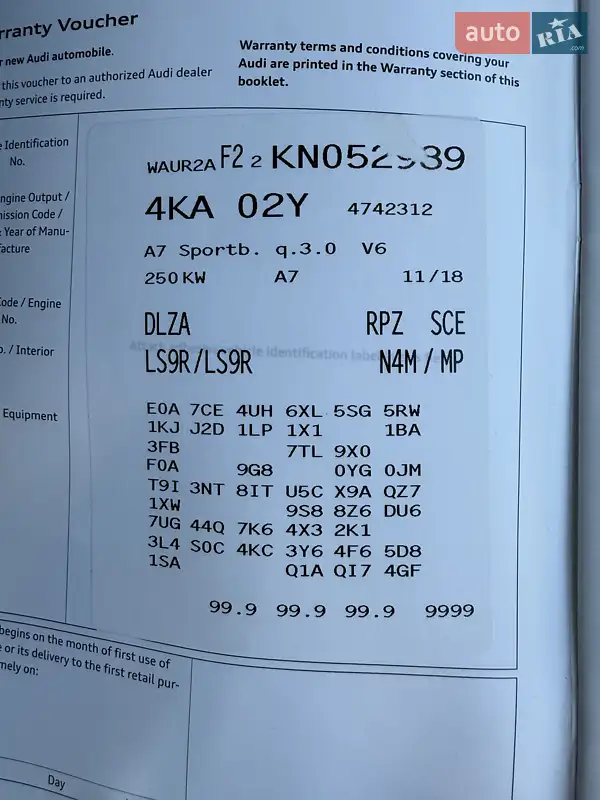 rranty Voucher
r new Audi automobile.
this voucher to an authorized Audi dealer
nty service is required.
Warranty terms and conditions covering your
Audi are printed in the Warranty section of this
booklet.
auto RIA .com
e Identification
No.
WAUR2A F2 2 KN052939
ngine Output /
mission Code /
Year of Manu-
facture
4KA 02Y 4742312
A7 Sportb. q.3.0 V6
250 KW A7 11/18
Code / Engine
No.
DLZA RPZ SCE
o. / Interior
LS9R/LS9R N4M / MP
Equipment
E0A 7CE 4UH 6XL 5SG 5RW
1KJ J2D 1LP 1X1 1BA
3FB 7TL 9X0
F0A 9G8 0YG 0JM
T9I 3NT 8IT U5C X9A QZ7
1XW 9S8 8Z6 DU6
7UG 44Q 7K6 4X3 2K1
3L4 S0C 4KC 3Y6 4F6 5D8
1SA Q1A QI7 4GF
99.9 99.9 99.9 9999
begins on the month of first use of
e or its delivery to the first retail pur-
mely on:
Day